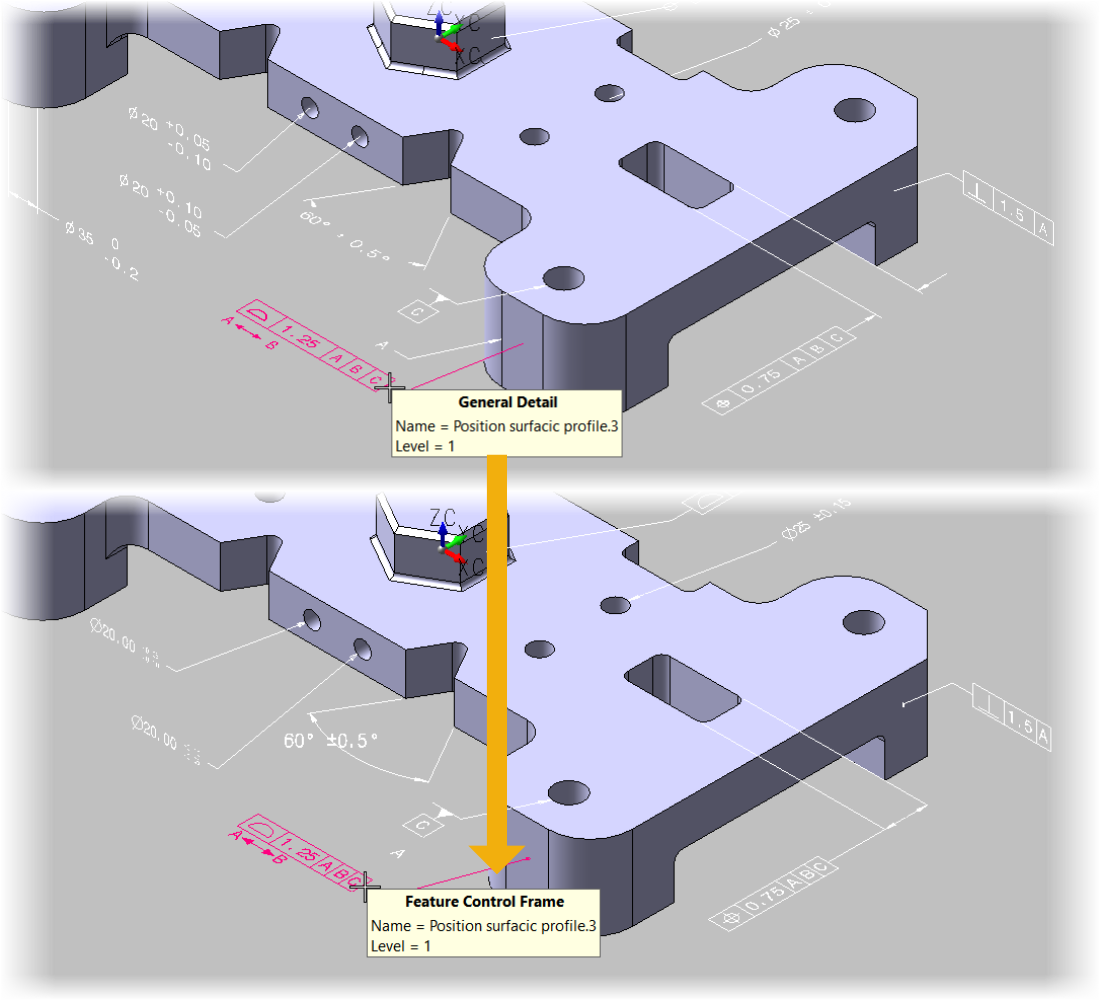 ZC
YC
XC
Ø 25 ±
Ø 20 +0.05
-0.10
Ø 20 +0.10
-0.05
Ø 35 0
-0.2
60° ± 0.5°
1.5 A
C
A
1.25 A B C
A B
0.75 A B C
General Detail
Name = Position surfacic profile.3
Level = 1
ZC
YC
XC
Ø25 ±0.15
Ø20.00
Ø20.00
60° ±0.5°
1.5 A
C
A
1.25 A B C
A B
0.75 A B C
Feature Control Frame
Name = Position surfacic profile.3
Level = 1